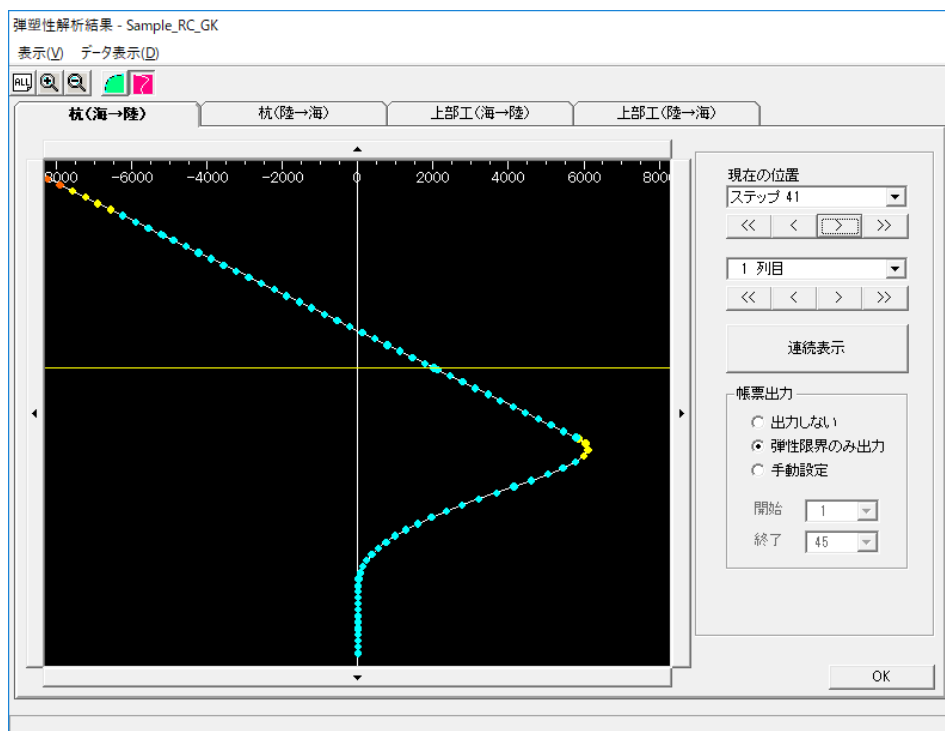 弾塑性解析結果 - Sample_RC_GK
表示(V) データ表示(D)
ALL
杭(海→陸) 杭(陸→海) 上部工(海→陸) 上部工(陸→海)
-8000 -6000 -4000 -2000 0 2000 4000 6000 8000
現在の位置
ステップ 41
<< < > >>
1 列目
<< < > >>
連続表示
帳票出力
出力しない
弾性限界のみ出力
手動設定
開始 1
終了 45
OK